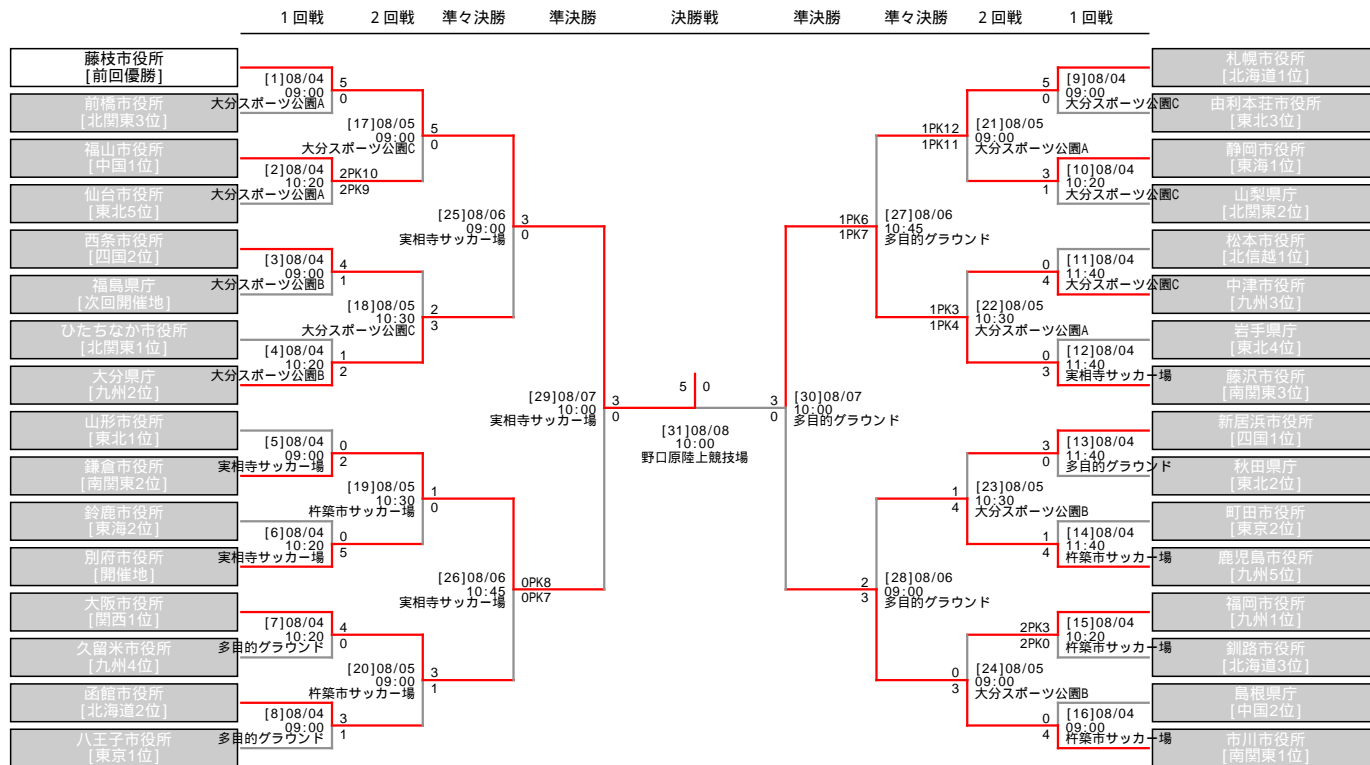 1回戦 2回戦 準々決勝 準決勝 決勝戦 準決勝 準々決勝 2回戦 1回戦
藤枝市役所
[前回優勝]
前橋市役所
[北関東3位]
福山市役所
[中国1位]
仙台市役所
[東北5位]
西条市役所
[四国2位]
福島県庁
[次回開催地]
ひたちなか市役所
[北関東1位]
大分県庁
[九州2位]
山形市役所
[東北1位]
鎌倉市役所
[南関東2位]
鈴鹿市役所
[東海2位]
別府市役所
[開催地]
大阪市役所
[関西1位]
久留米市役所
[九州4位]
函館市役所
[北海道2位]
八王子市役所
[東京1位]
[1]08/04
09:00
大分スポーツ公園A
5
0
[2]08/04
10:20
大分スポーツ公園A
2PK10
2PK9
[3]08/04
09:00
大分スポーツ公園B
4
1
[4]08/04
10:20
大分スポーツ公園B
1
2
[5]08/04
09:00
実相寺サッカー場
0
2
[6]08/04
10:20
実相寺サッカー場
0
5
[7]08/04
10:20
多目的グラウンド
4
0
[8]08/04
09:00
多目的グラウンド
3
1
[17]08/05
09:00
大分スポーツ公園C
5
0
[18]08/05
10:30
大分スポーツ公園C
2
3
[19]08/05
10:30
杵築市サッカー場
1
0
[20]08/05
09:00
杵築市サッカー場
3
1
[25]08/06
09:00
実相寺サッカー場
3
0
[26]08/06
10:45
実相寺サッカー場
0PK8
0PK7
[29]08/07
10:00
実相寺サッカー場
3
0
5 0
[31]08/08
10:00
野口原陸上競技場
3
0
[30]08/07
10:00
多目的グラウンド
1PK6
1PK7
[27]08/06
10:45
多目的グラウンド
2
3
[28]08/06
09:00
多目的グラウンド
1PK12
1PK11
[21]08/05
09:00
大分スポーツ公園A
1PK3
1PK4
[22]08/05
10:30
大分スポーツ公園A
1
4
[23]08/05
10:30
大分スポーツ公園B
0
3
[24]08/05
09:00
大分スポーツ公園B
5
0
[9]08/04
09:00
大分スポーツ公園C
3
1
[10]08/04
10:20
大分スポーツ公園C
0
4
[11]08/04
11:40
大分スポーツ公園C
0
3
[12]08/04
11:40
実相寺サッカー場
3
0
[13]08/04
11:40
多目的グラウンド
1
4
[14]08/04
11:40
杵築市サッカー場
2PK3
2PK0
[15]08/04
10:20
杵築市サッカー場
0
4
[16]08/04
09:00
杵築市サッカー場
札幌市役所
[北海道1位]
由利本荘市役所
[東北3位]
静岡市役所
[東海1位]
山梨県庁
[北関東2位]
松本市役所
[北信越1位]
中津市役所
[九州3位]
岩手県庁
[東北4位]
藤沢市役所
[南関東3位]
新居浜市役所
[四国1位]
秋田県庁
[東北2位]
町田市役所
[東京2位]
鹿児島市役所
[九州5位]
福岡市役所
[九州1位]
釧路市役所
[北海道3位]
島根県庁
[中国2位]
市川市役所
[南関東1位]